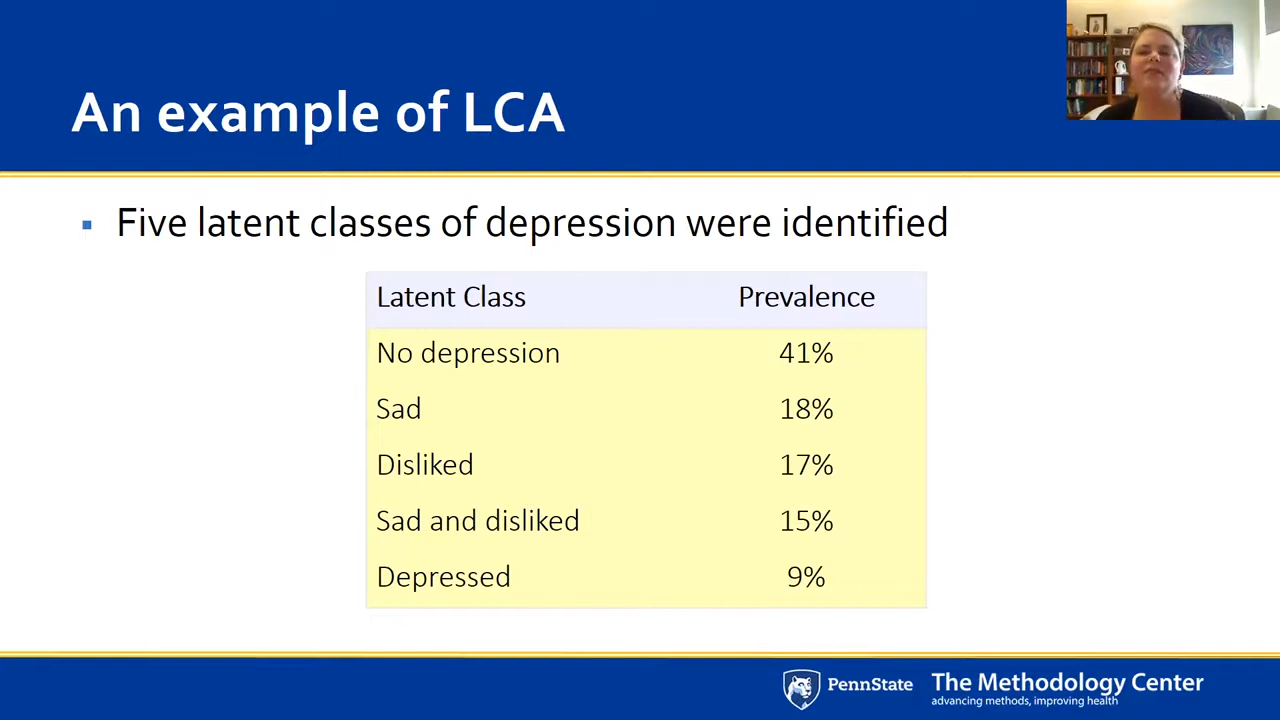 An example of LCA
Five latent classes of depression were identified
Latent Class Prevalence
No depression 41%
Sad 18%
Disliked 17%
Sad and disliked 15%
Depressed 9%
PennState The Methodology Center
advancing methods, improving health